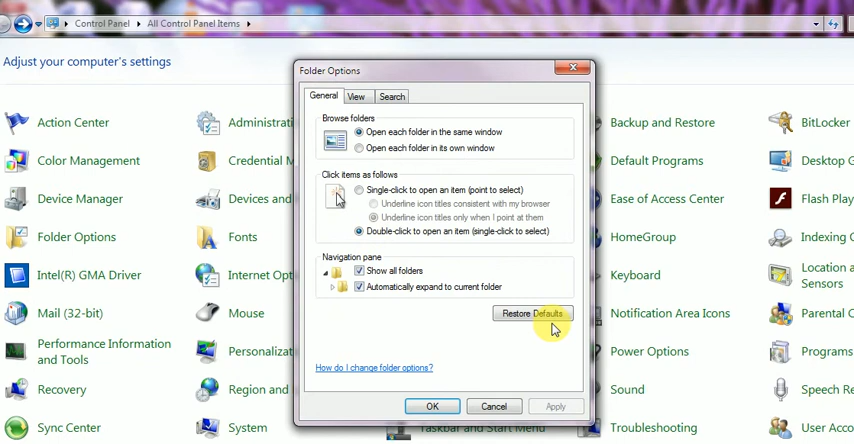 Control Panel
All Control Panel Items
Adjust your computer's settings
Folder Options
General
View
Search
Browse folders
Open each folder in the same window
Open each folder in its own window
Click items as follows
Single-click to open an item (point to select)
Underline icon titles consistent with my browser
Underline icon titles only when I point at them
Double-click to open an item (single-click to select)
Navigation pane
Show all folders
Automatically expand to current folder
Restore Defaults
How do I change folder options?
OK
Cancel
Apply
Action Center
Color Management
Device Manager
Folder Options
Intel(R) GMA Driver
Mail (32-bit)
Performance Information
and Tools
Recovery
Sync Center
Credential
Devices and
Fonts
Internet
Mouse
Region and
System
Taskbar and Start Menu
Backup and Restore
Default Programs
Ease of Access Center
HomeGroup
Keyboard
Notification Area Icons
Power Options
Sound
Troubleshooting
BitLocker
Desktop
Flash
Indexing
Location a
Sensors
Parental
Programs
Speech
User